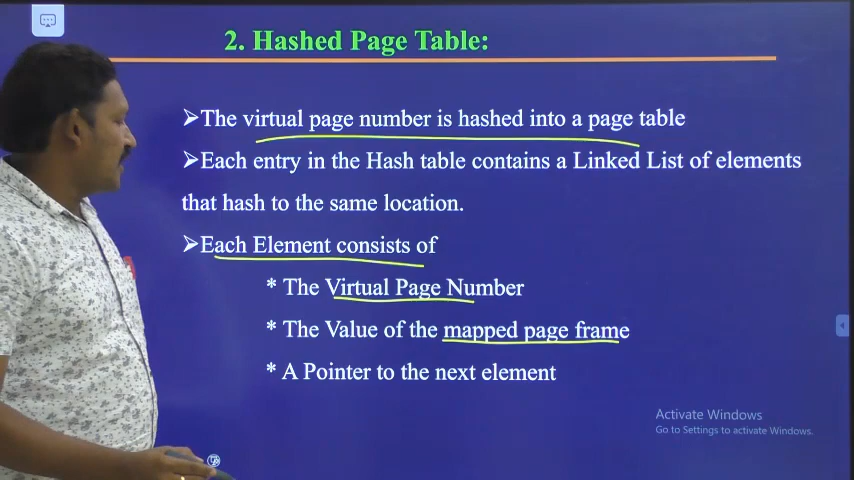 2. Hashed Page Table:
➢The virtual page number is hashed into a page table
➢Each entry in the Hash table contains a Linked List of elements
that hash to the same location.
➢Each Element consists of
* The Virtual Page Number
* The Value of the mapped page frame
* A Pointer to the next element
Activate Windows
Go to Settings to activate Windows.